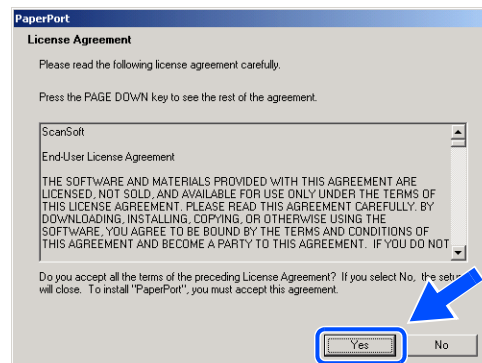 PaperPort
License Agreement
Please read the following license agreement carefully.
Press the PAGE DOWN key to see the rest of the agreement.
ScanSoft
End-User License Agreement
THE SOFTWARE AND MATERIALS PROVIDED WITH THIS AGREEMENT ARE
LICENSED, NOT SOLD, AND AVAILABLE FOR USE ONLY UNDER THE TERMS OF
THIS LICENSE AGREEMENT. PLEASE READ THIS AGREEMENT CAREFULLY. BY
DOWNLOADING, INSTALLING, COPYING, OR OTHERWISE USING THE
SOFTWARE, YOU AGREE TO BE BOUND BY THE TERMS AND CONDITIONS OF
THIS AGREEMENT AND BECOME A PARTY TO THIS AGREEMENT. IF YOU DO NOT
Do you accept all the terms of the preceding License Agreement? If you select No, the setup
will close. To install "PaperPort", you must accept this agreement.
Yes No